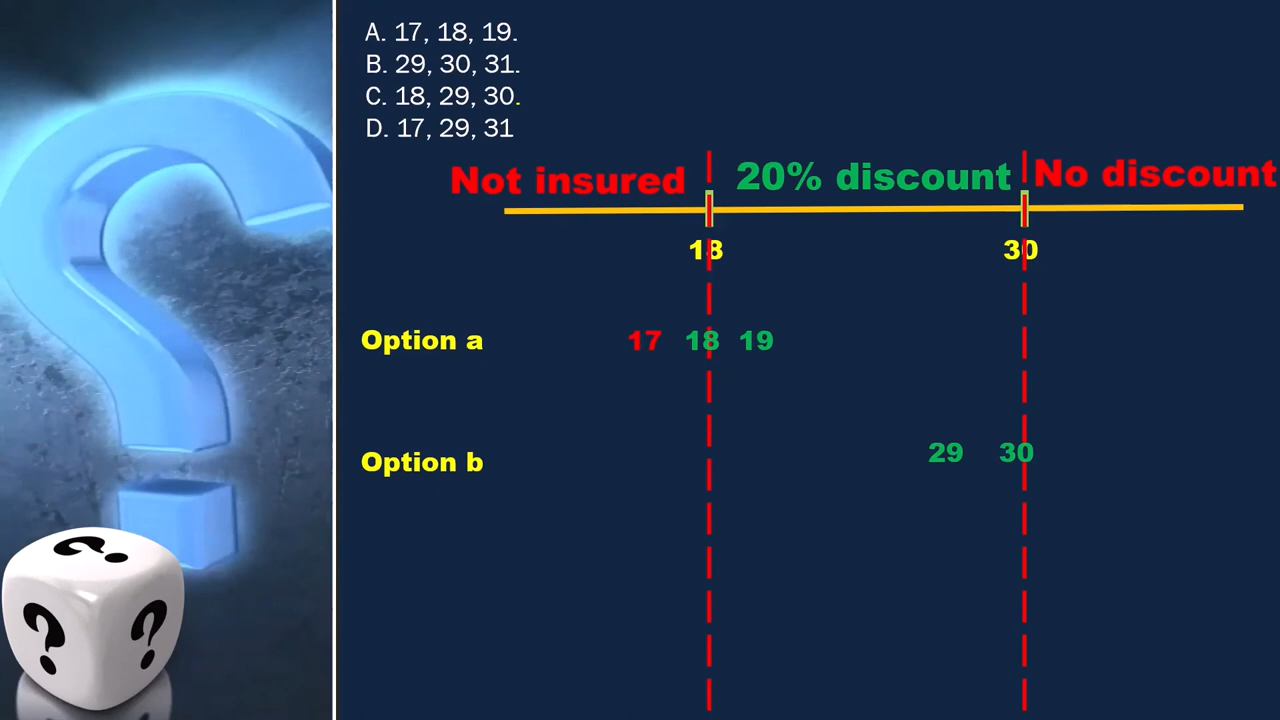 A. 17, 18, 19.
B. 29, 30, 31.
C. 18, 29, 30.
D. 17, 29, 31
Not insured 20% discount No discount
18 30
Option a 17 18 19
Option b 29 30
? ? ?